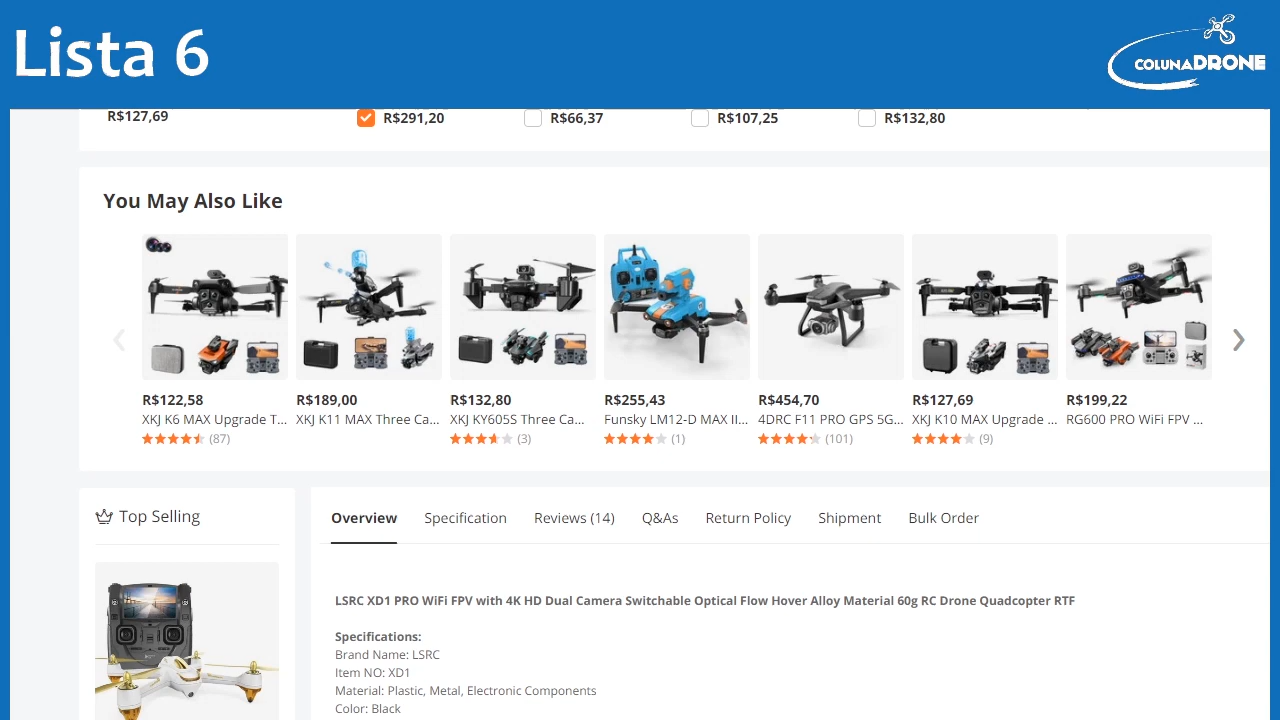 Lista 6
COLUNADRONE
R$127,69
R$291,20
R$66,37
R$107,25
R$132,80
You May Also Like
R$122,58
XKJ K6 MAX Upgrade T...
(87)
R$189,00
XKJ K11 MAX Three Ca...
R$132,80
XKJ KY605S Three Ca...
(3)
R$255,43
Funsky LM12-D MAX II...
(1)
R$454,70
4DRC F11 PRO GPS 5G...
(101)
R$127,69
XKJ K10 MAX Upgrade ...
(9)
R$199,22
RG600 PRO WiFi FPV ...
Top Selling
Overview
Specification
Reviews (14)
Q&As
Return Policy
Shipment
Bulk Order
LSRC XD1 PRO WiFi FPV with 4K HD Dual Camera Switchable Optical Flow Hover Alloy Material 60g RC Drone Quadcopter RTF
Specifications:
Brand Name: LSRC
Item NO: XD1
Material: Plastic, Metal, Electronic Components
Color: Black